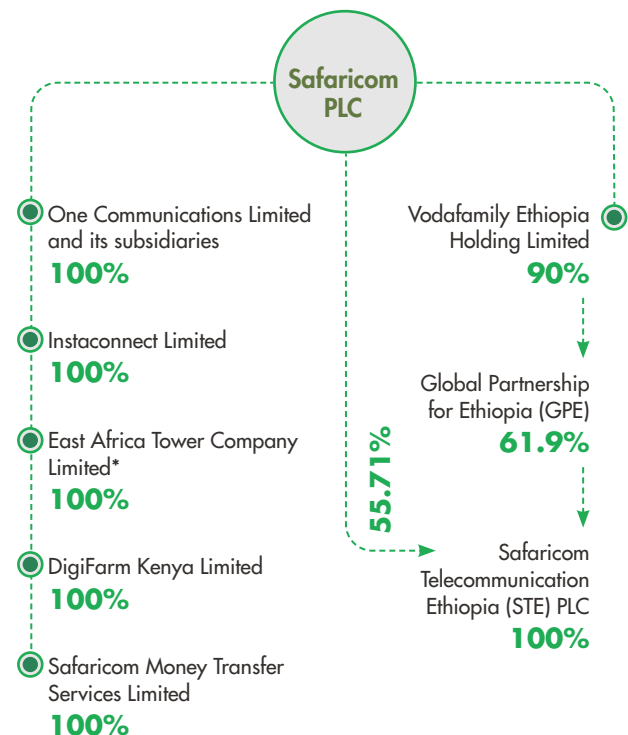 Safaricom
PLC
One Communications Limited
and its subsidiaries
100%
Instaconnect Limited
100%
East Africa Tower Company
Limited*
100%
DigiFarm Kenya Limited
100%
Safaricom Money Transfer
Services Limited
100%
55.71%
Vodafamily Ethiopia
Holding Limited
90%
Global Partnership
for Ethiopia (GPE)
61.9%
Safaricom
Telecommunication
Ethiopia (STE) PLC
100%